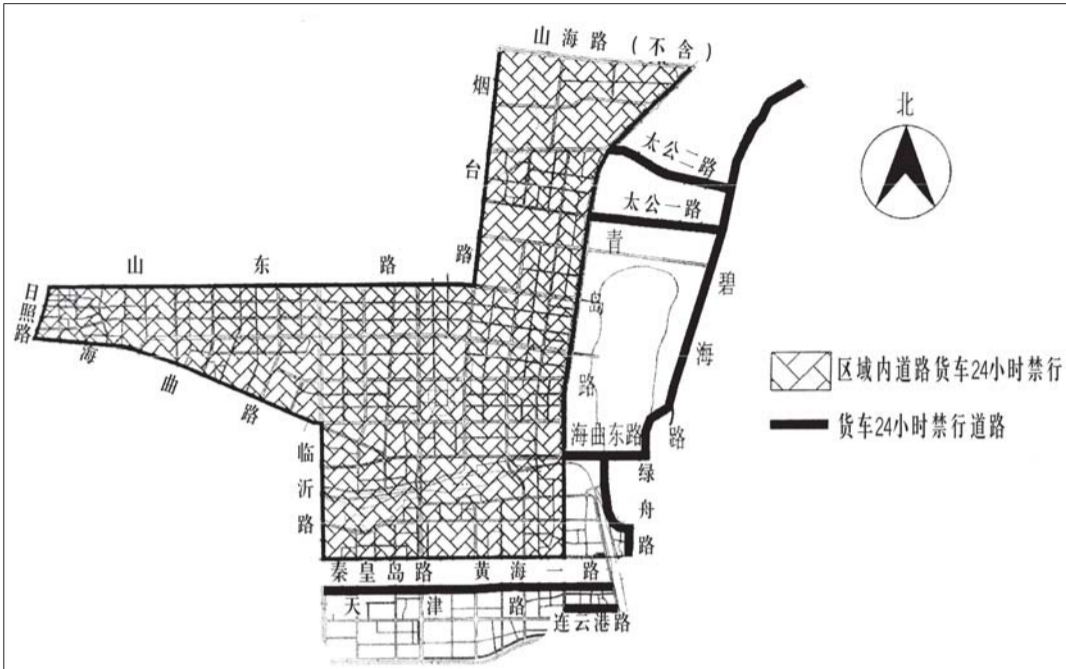 山海路(不含)
烟台路
北
太公二路
太公一路
青岛路
碧海路
山东路
日照路
海曲路
区域内道路货车24小时禁行
货车24小时禁行道路
海曲东路
临沂路
绿舟路
秦皇岛路 黄海一路
天津路
连云港路